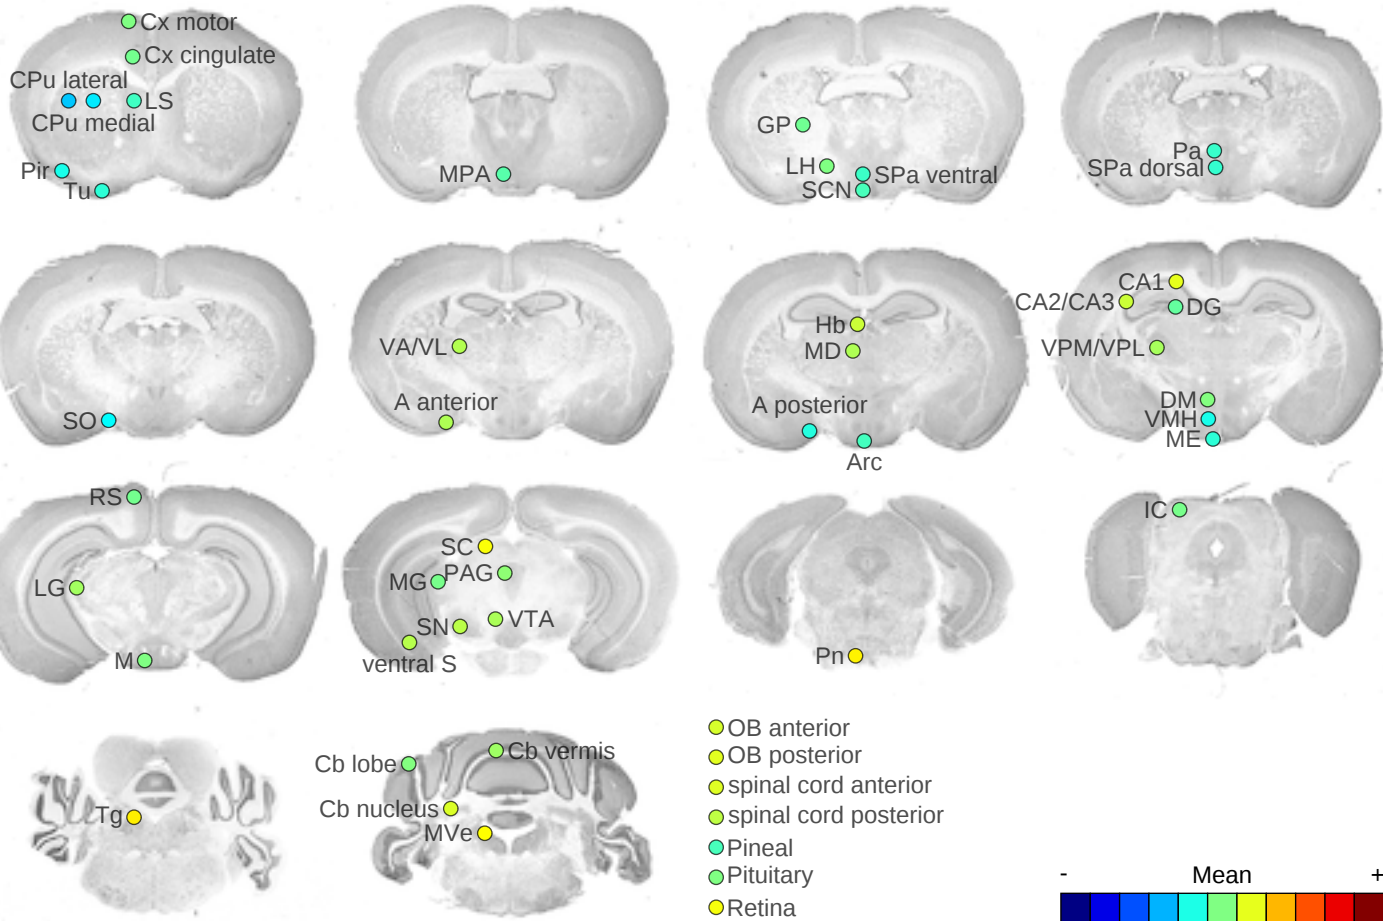 Cx motor
Cx cingulate
CPu lateral
LS
CPu medial
Pir
Tu
MPA
GP
LH
SPa ventral
SCN
Pa
SPa dorsal
SO
VA/VL
A anterior
Hb
MD
A posterior
Arc
CA1
CA2/CA3
DG
VPM/VPL
DM
VMH
ME
RS
LG
M
SC
MG
PAG
SN
VTA
ventral S
Pn
IC
Tg
Cb lobe
Cb vermis
Cb nucleus
MVe
OB anterior
OB posterior
spinal cord anterior
spinal cord posterior
Pineal
Pituitary
Retina
- Mean +